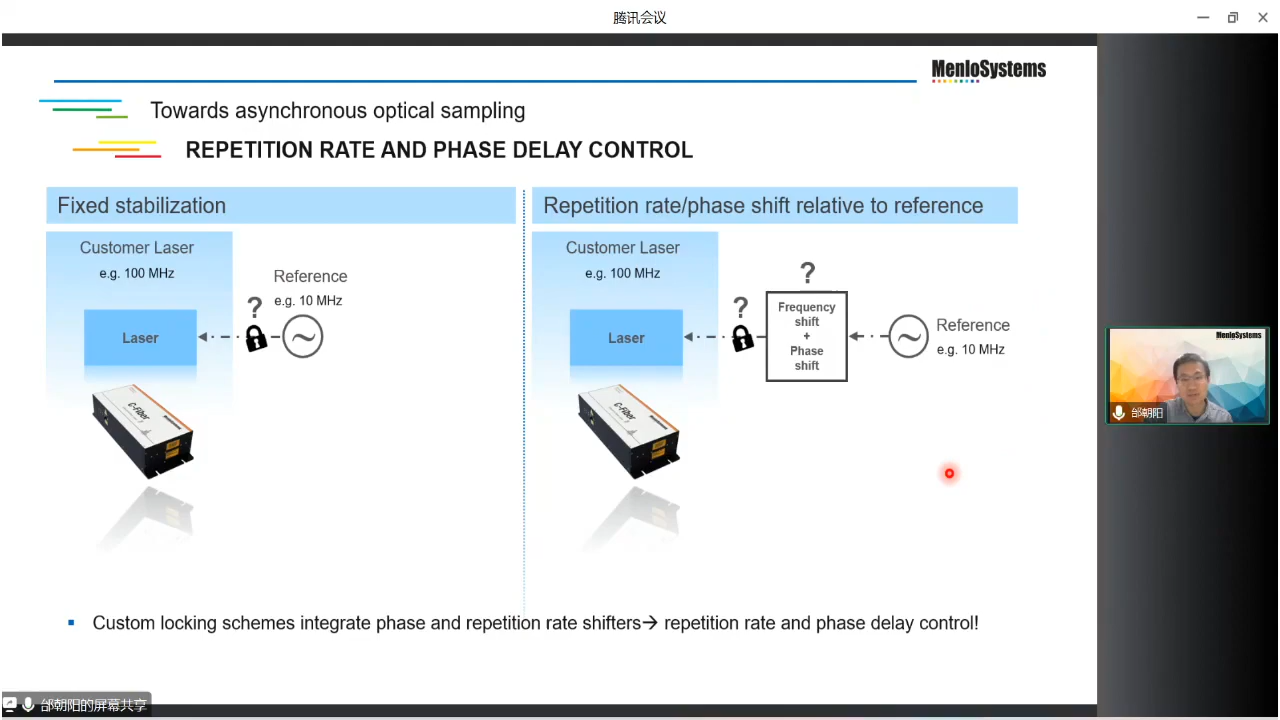 腾讯会议
MenloSystems
Towards asynchronous optical sampling
REPETITION RATE AND PHASE DELAY CONTROL
Fixed stabilization
Customer Laser
e.g. 100 MHz
Reference
e.g. 10 MHz
?
Laser
C-Fiber
Repetition rate/phase shift relative to reference
Customer Laser
e.g. 100 MHz
?
?
Laser
Frequency
shift
+
Phase
shift
Reference
e.g. 10 MHz
C-Fiber
▪ Custom locking schemes integrate phase and repetition rate shifters→ repetition rate and phase delay control!
MenloSystems
邰朝阳
邰朝阳的屏幕共享